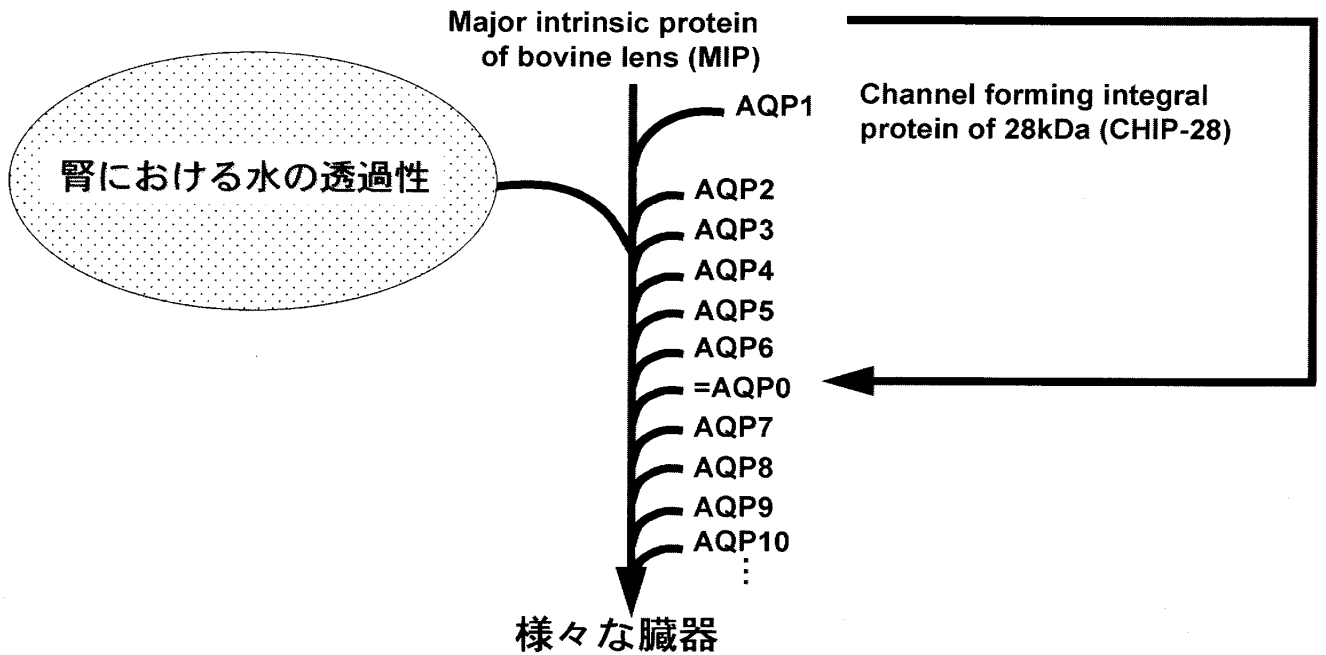 Major intrinsic protein
of bovine lens (MIP)
AQP1
Channel forming integral
protein of 28kDa (CHIP-28)
腎における水の透過性
AQP2
AQP3
AQP4
AQP5
AQP6
=AQP0
AQP7
AQP8
AQP9
AQP10
⋮
様々な臓器